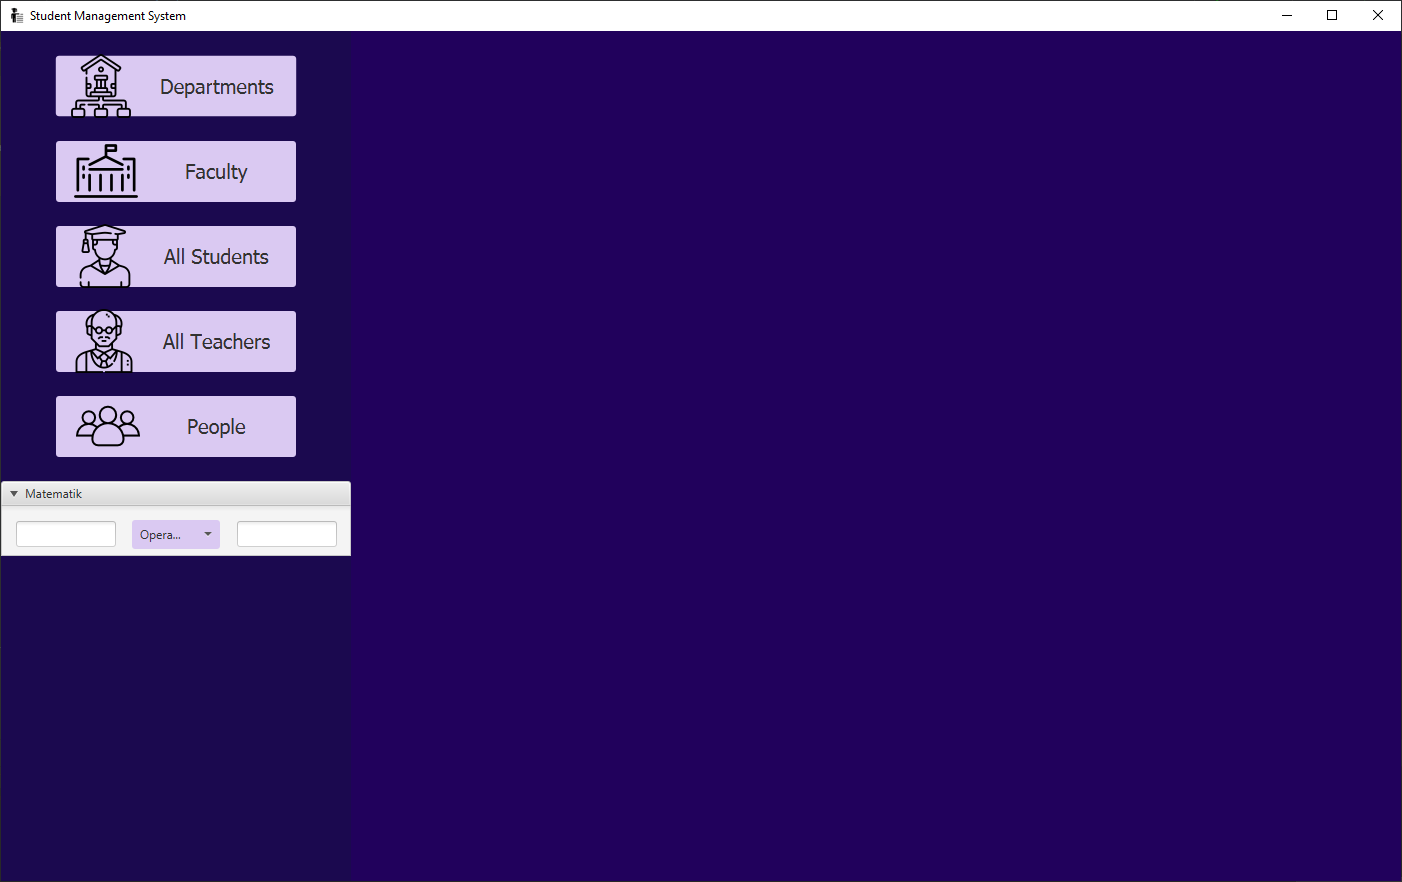 Student Management System
Departments
Faculty
All Students
All Teachers
People
Matematik
Opera...